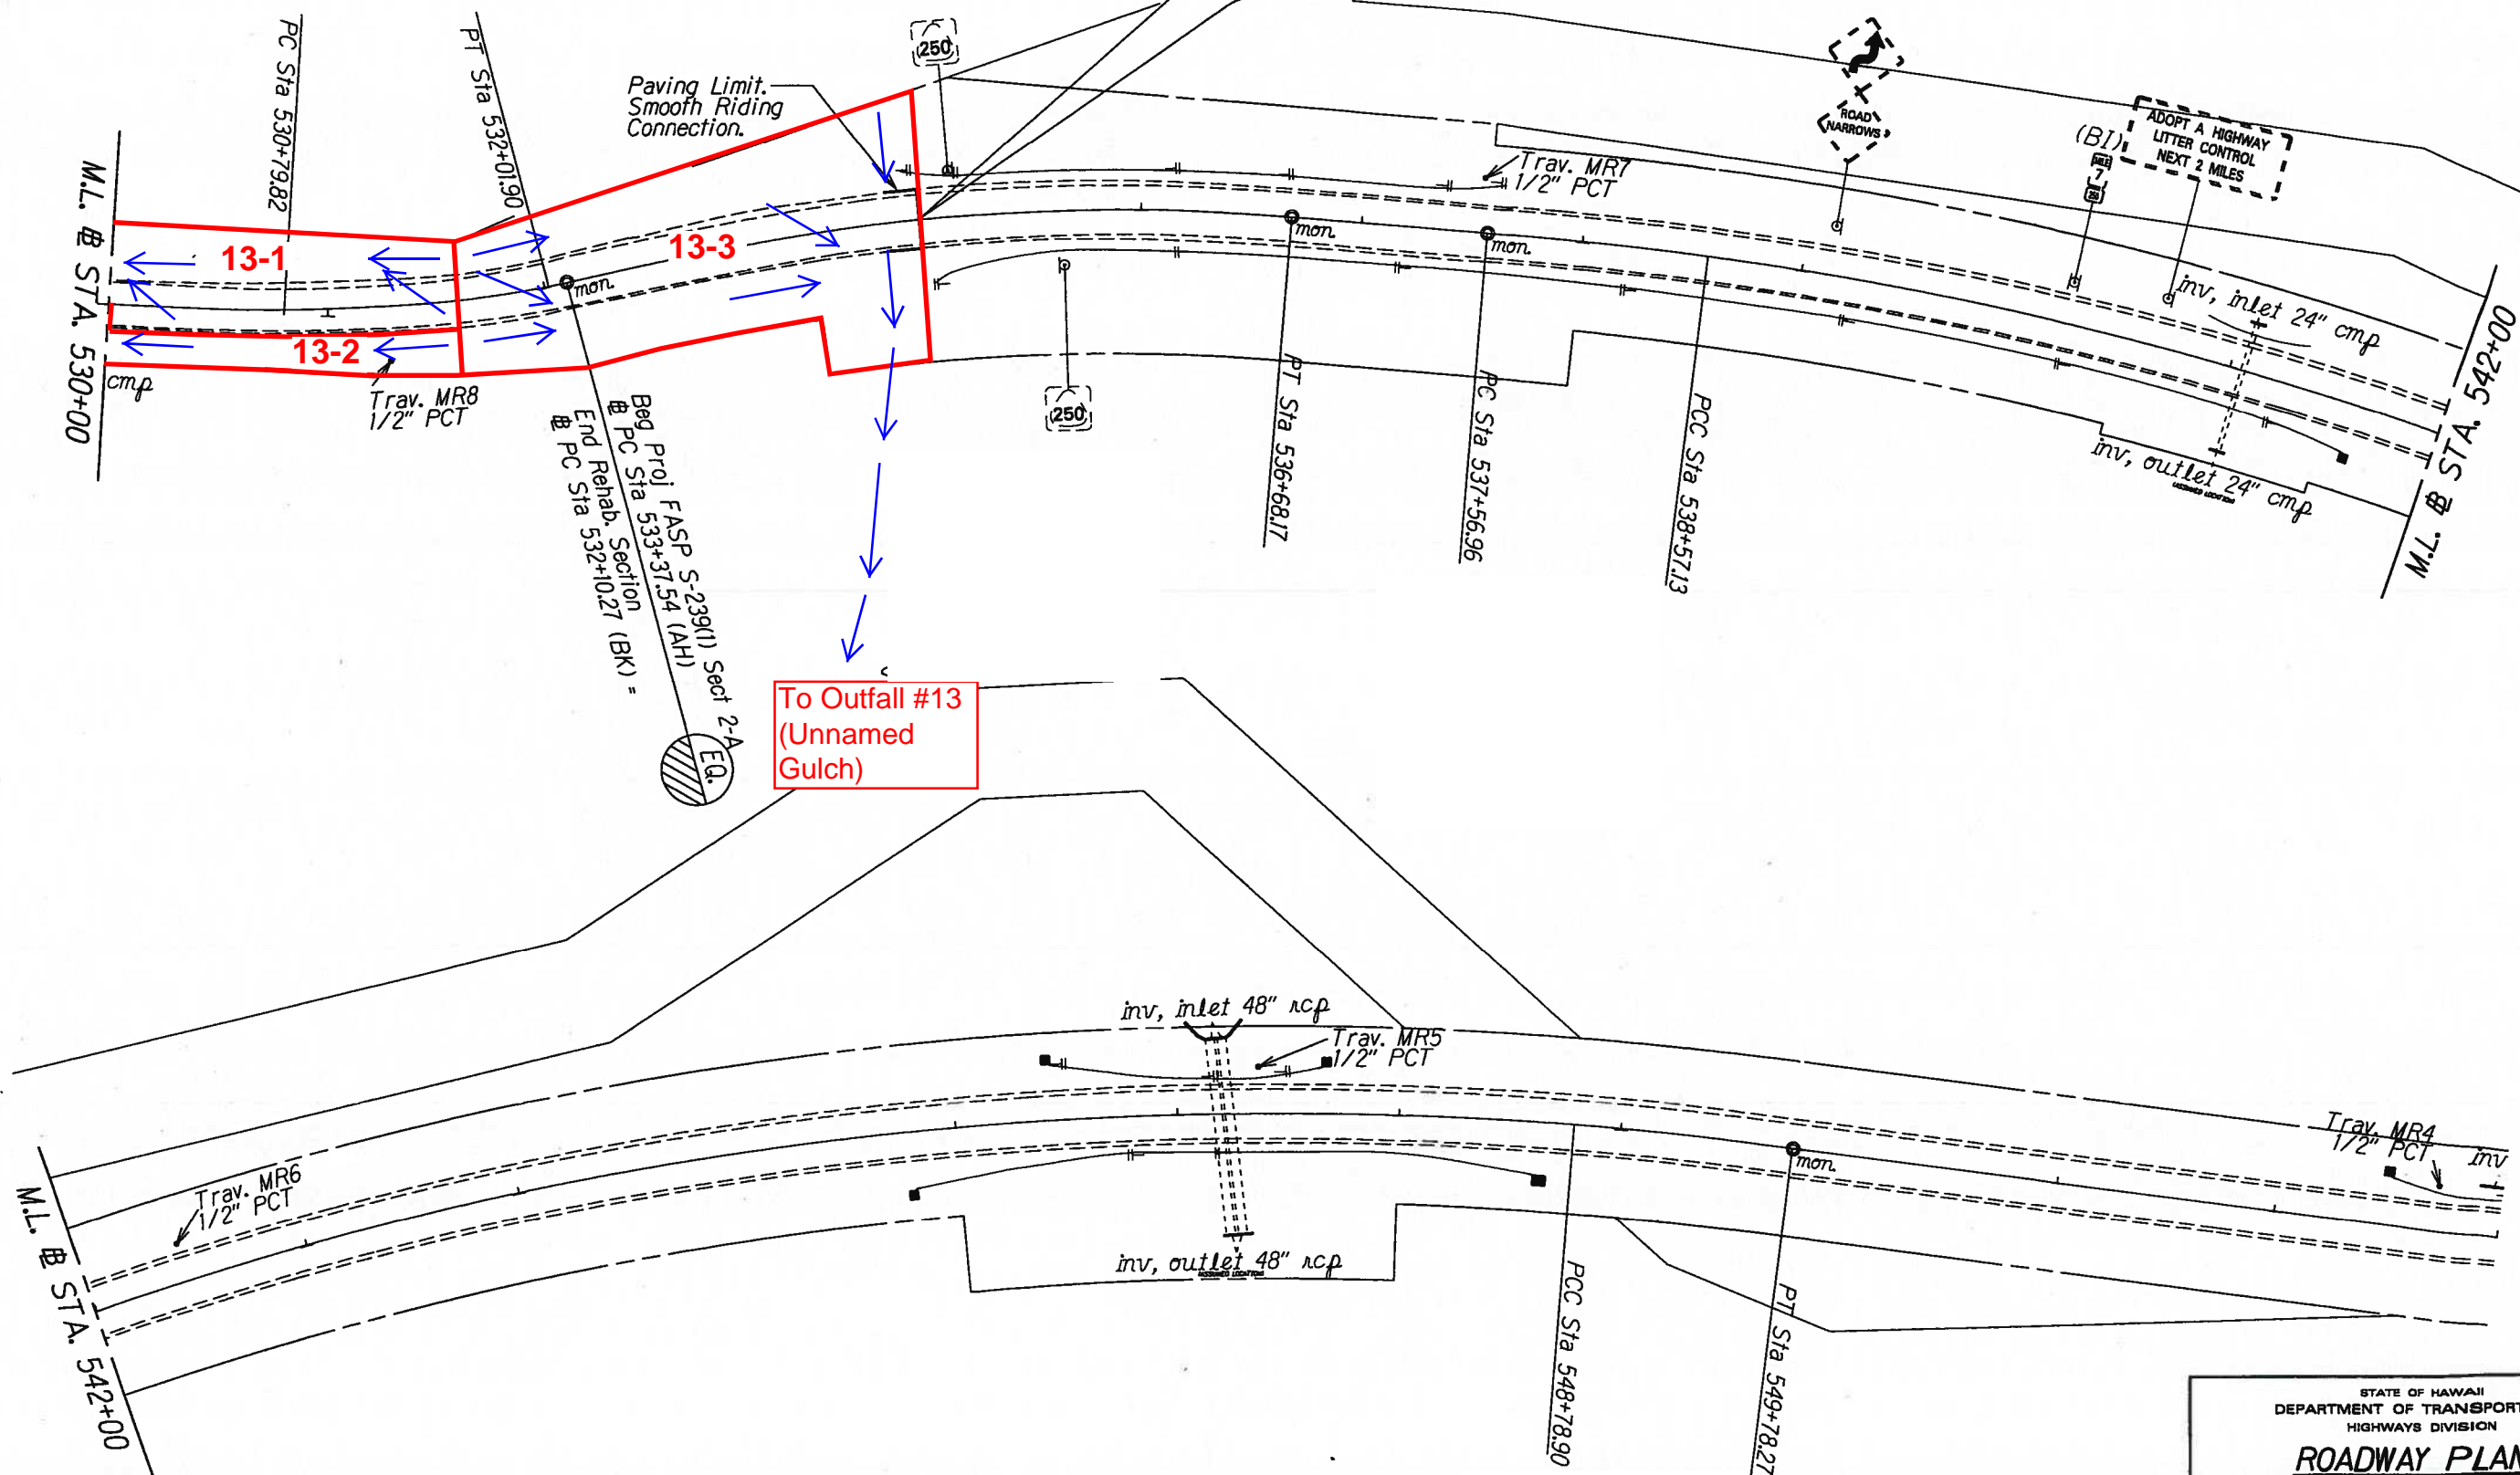 PC Sta 530+79.82
PT Sta 532+01.90
Paving Limit.
Smooth Riding
Connection.
250
ROAD
NARROWS
(BI)
MILE
7
250
ADOPT A HIGHWAY
LITTER CONTROL
NEXT 2 MILES
M.L. ⅊ STA. 530+00
13-1
13-2
13-3
mon.
Trav. MR7
1/2" PCT
mon.
mon.
inv, inlet 24" cmp
cmp
Trav. MR8
1/2" PCT
250
Beg Proj FASP S-239(1) Sect 2-A
⅊ PC Sta 533+37.54 (AH)
End Rehab. Section
⅊ PC Sta 532+10.27 (BK) =
EQ.
PT Sta 536+68.17
PC Sta 537+56.96
PCC Sta 538+57.13
inv, outlet 24" cmp
ASSUMED LOCATION
M.L. ⅊ STA. 542+00
To Outfall #13
(Unnamed
Gulch)
inv, inlet 48" rcp
Trav. MR5
1/2" PCT
Trav. MR4
1/2" PCT
inv
mon.
Trav. MR6
1/2" PCT
M.L. ⅊ STA. 542+00
inv, outlet 48" rcp
ASSUMED LOCATION
PCC Sta 548+78.90
PT Sta 549+78.27
STATE OF HAWAII
DEPARTMENT OF TRANSPORT
HIGHWAYS DIVISION
ROADWAY PLAN